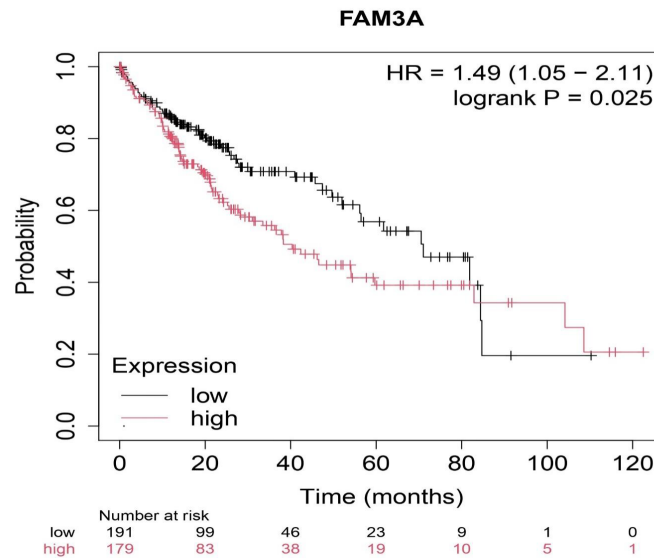 FAM3A
HR = 1.49 (1.05 − 2.11)
logrank P = 0.025
Probability
1.0
0.8
0.6
0.4
0.2
0.0
Expression
low
high
0 20 40 60 80 100 120
Time (months)
Number at risk
low 191 99 46 23 9 1 0
high 179 83 38 19 10 5 1